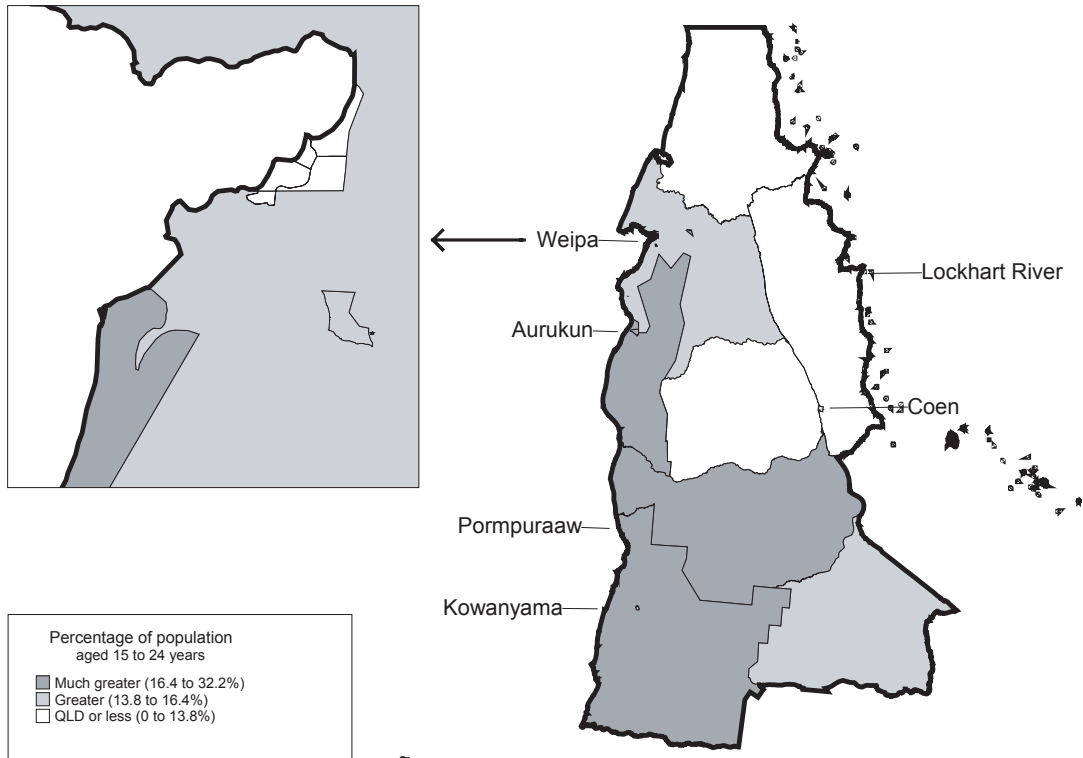 Weipa
Lockhart River
Aurukun
Coen
Pormpuraaw
Kowanyama
Percentage of population
aged 15 to 24 years
Much greater (16.4 to 32.2%)
Greater (13.8 to 16.4%)
QLD or less (0 to 13.8%)